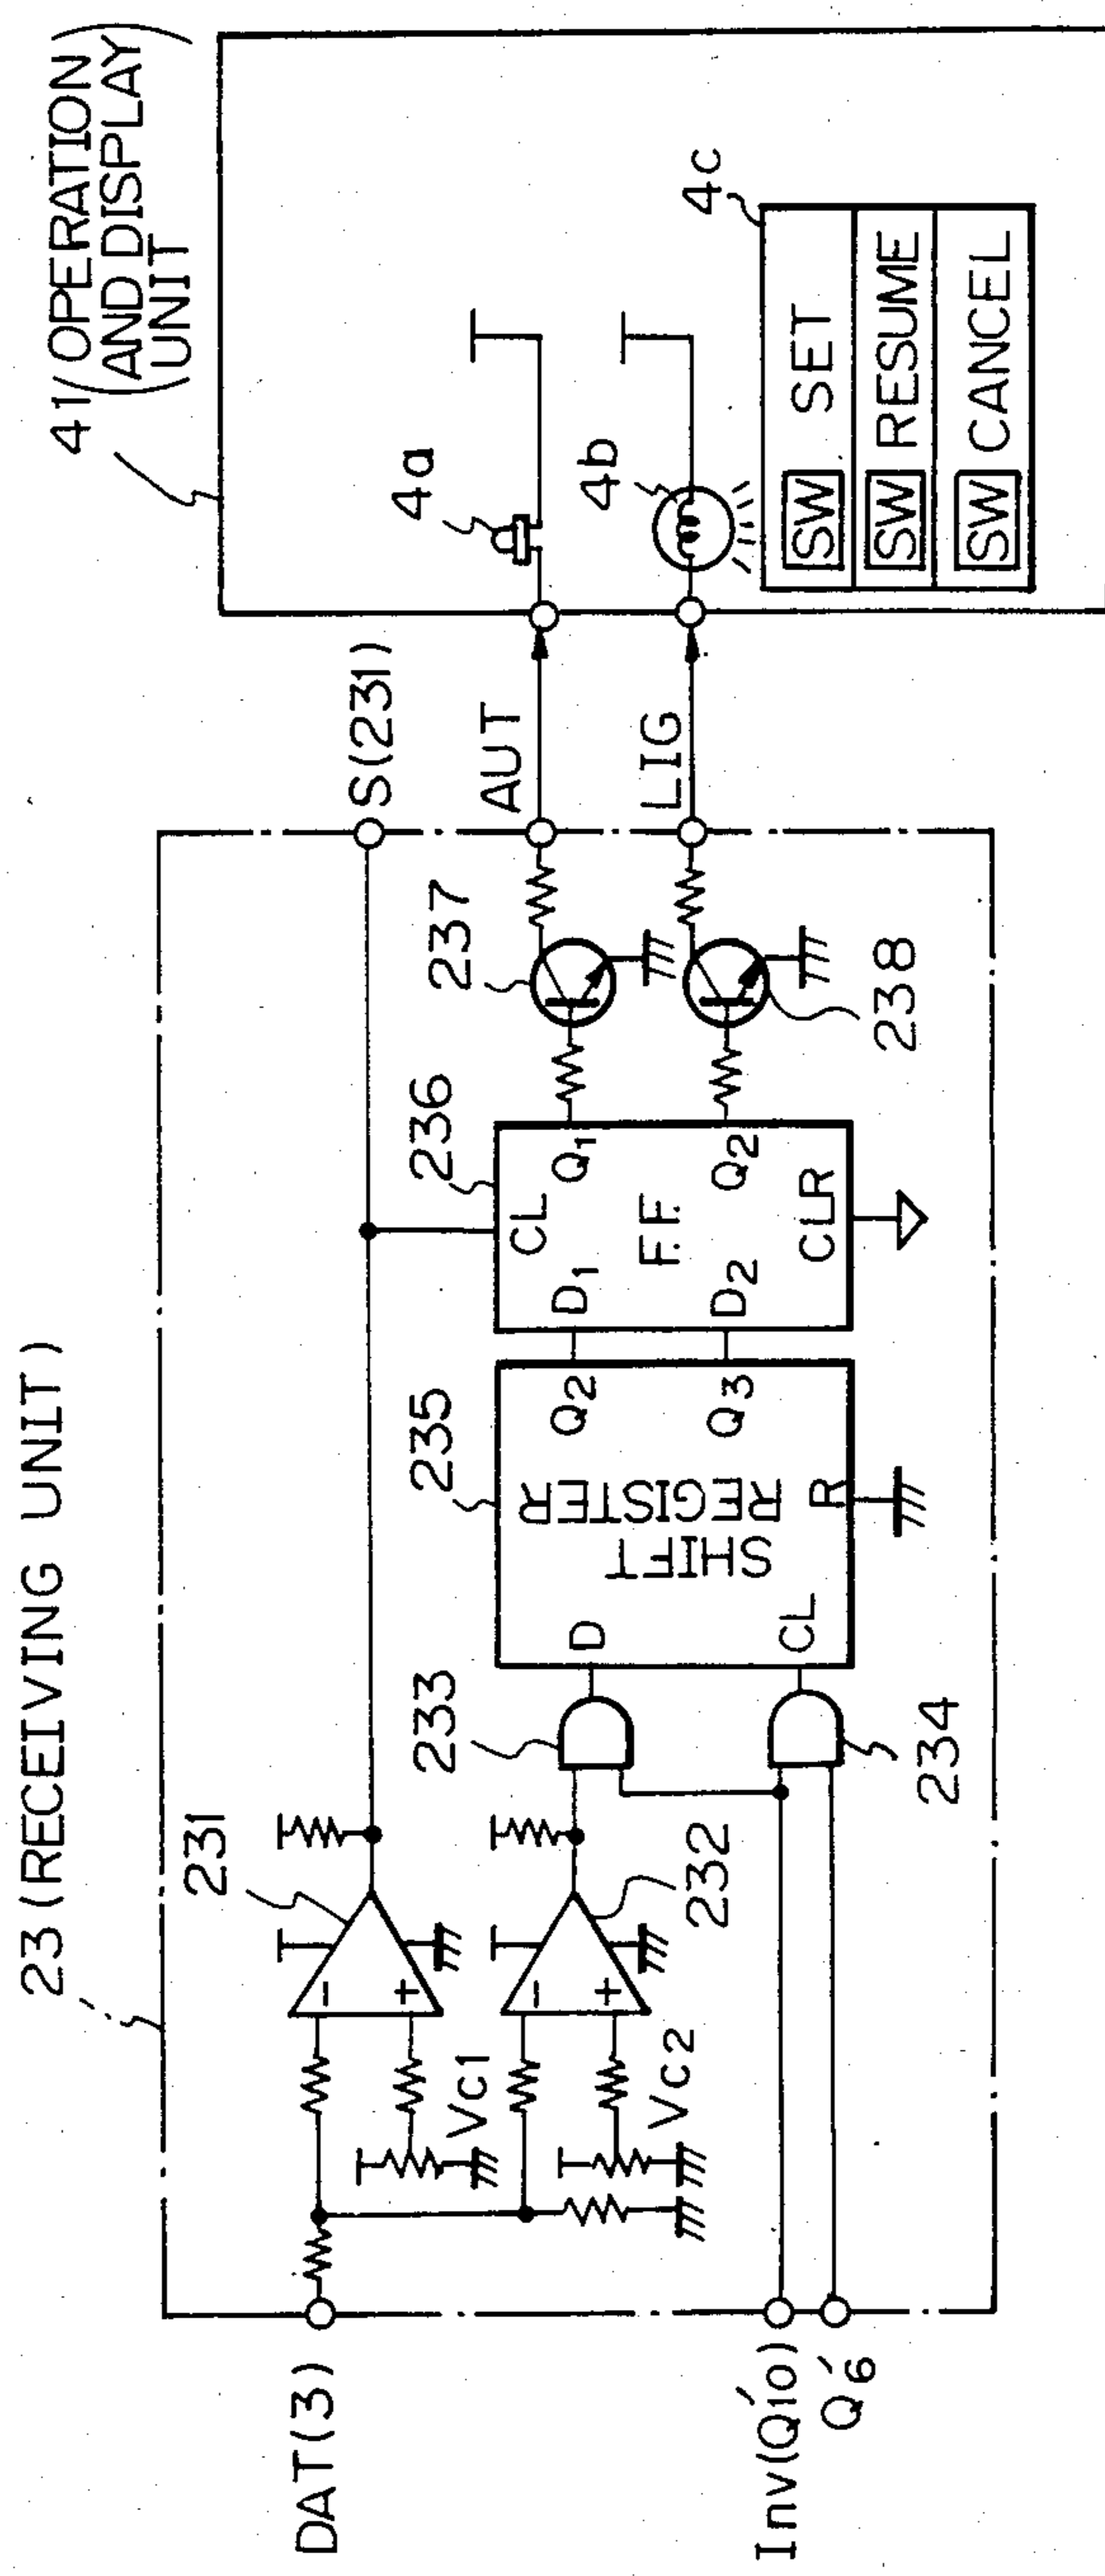 23 (RECEIVING UNIT)
41 (OPERATION
AND DISPLAY
UNIT)
231
S(231)
DAT(3)
-
+
Vc1
232
-
+
Vc2
233
234
235
D
Q2
SHIFT
REGISTER
CL
Q3
R
236
CL
D1
Q1
F.F.
D2
Q2
CLR
237
238
AUT
LIG
4a
4b
4c
SW SET
SW RESUME
SW CANCEL
Inv(Q'10)
Q'6